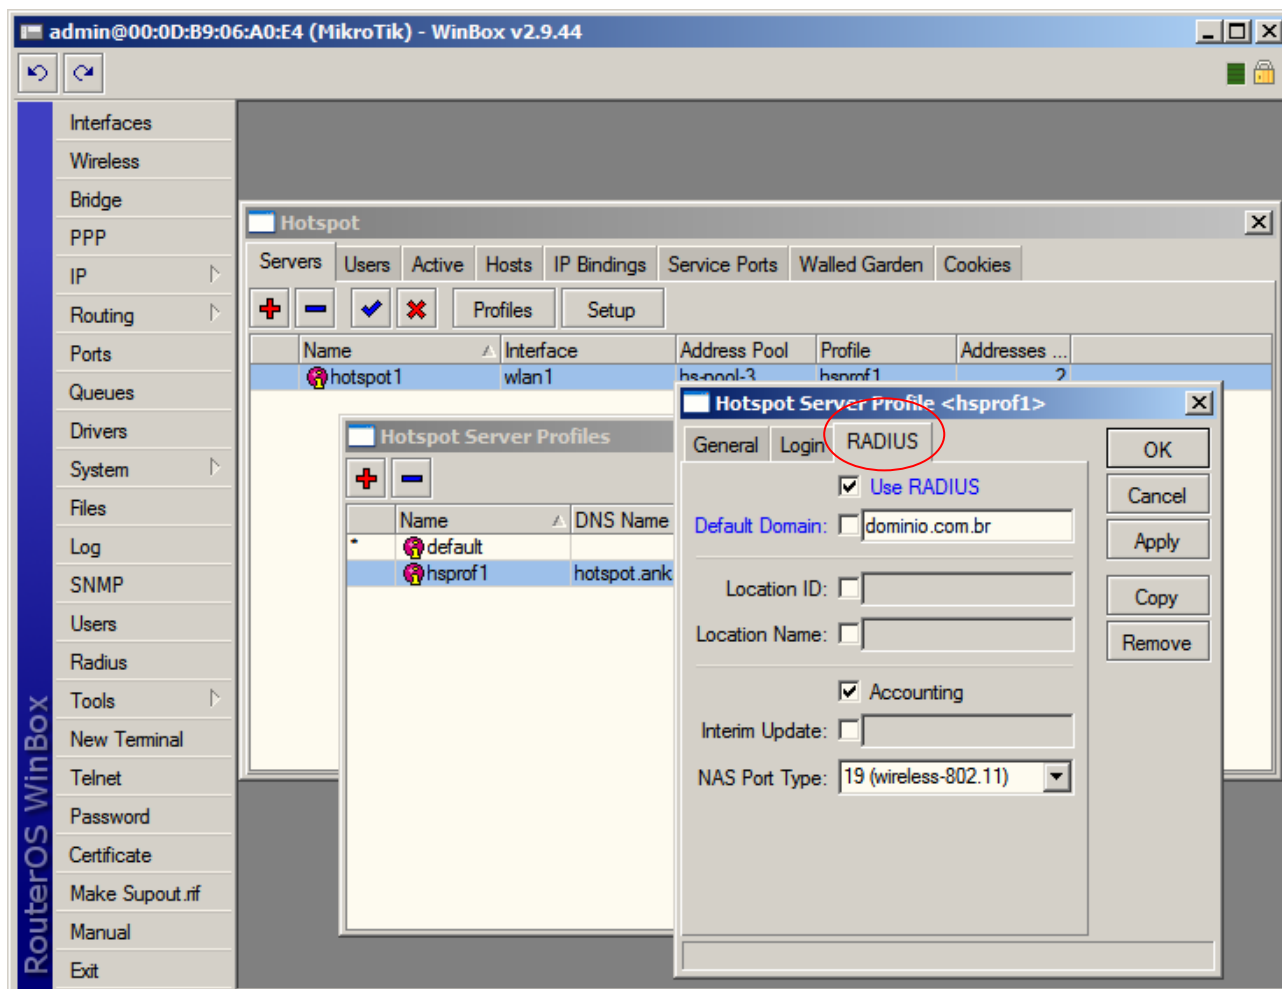 admin@00:0D:B9:06:A0:E4 (MikroTik) - WinBox v2.9.44
RouterOS WinBox
Interfaces
Wireless
Bridge
PPP
IP
Routing
Ports
Queues
Drivers
System
Files
Log
SNMP
Users
Radius
Tools
New Terminal
Telnet
Password
Certificate
Make Supout.rif
Manual
Exit
Hotspot
Servers Users Active Hosts IP Bindings Service Ports Walled Garden Cookies
Profiles Setup
Name Interface Address Pool Profile Addresses ...
hotspot1 wlan1 hs-pool-3 hsprof1 2
Hotspot Server Profiles
Name DNS Name
* default
hsprof1 hotspot.ank
Hotspot Server Profile <hsprof1>
General Login RADIUS
Use RADIUS
Default Domain: dominio.com.br
Location ID:
Location Name:
Accounting
Interim Update:
NAS Port Type: 19 (wireless-802.11)
OK
Cancel
Apply
Copy
Remove